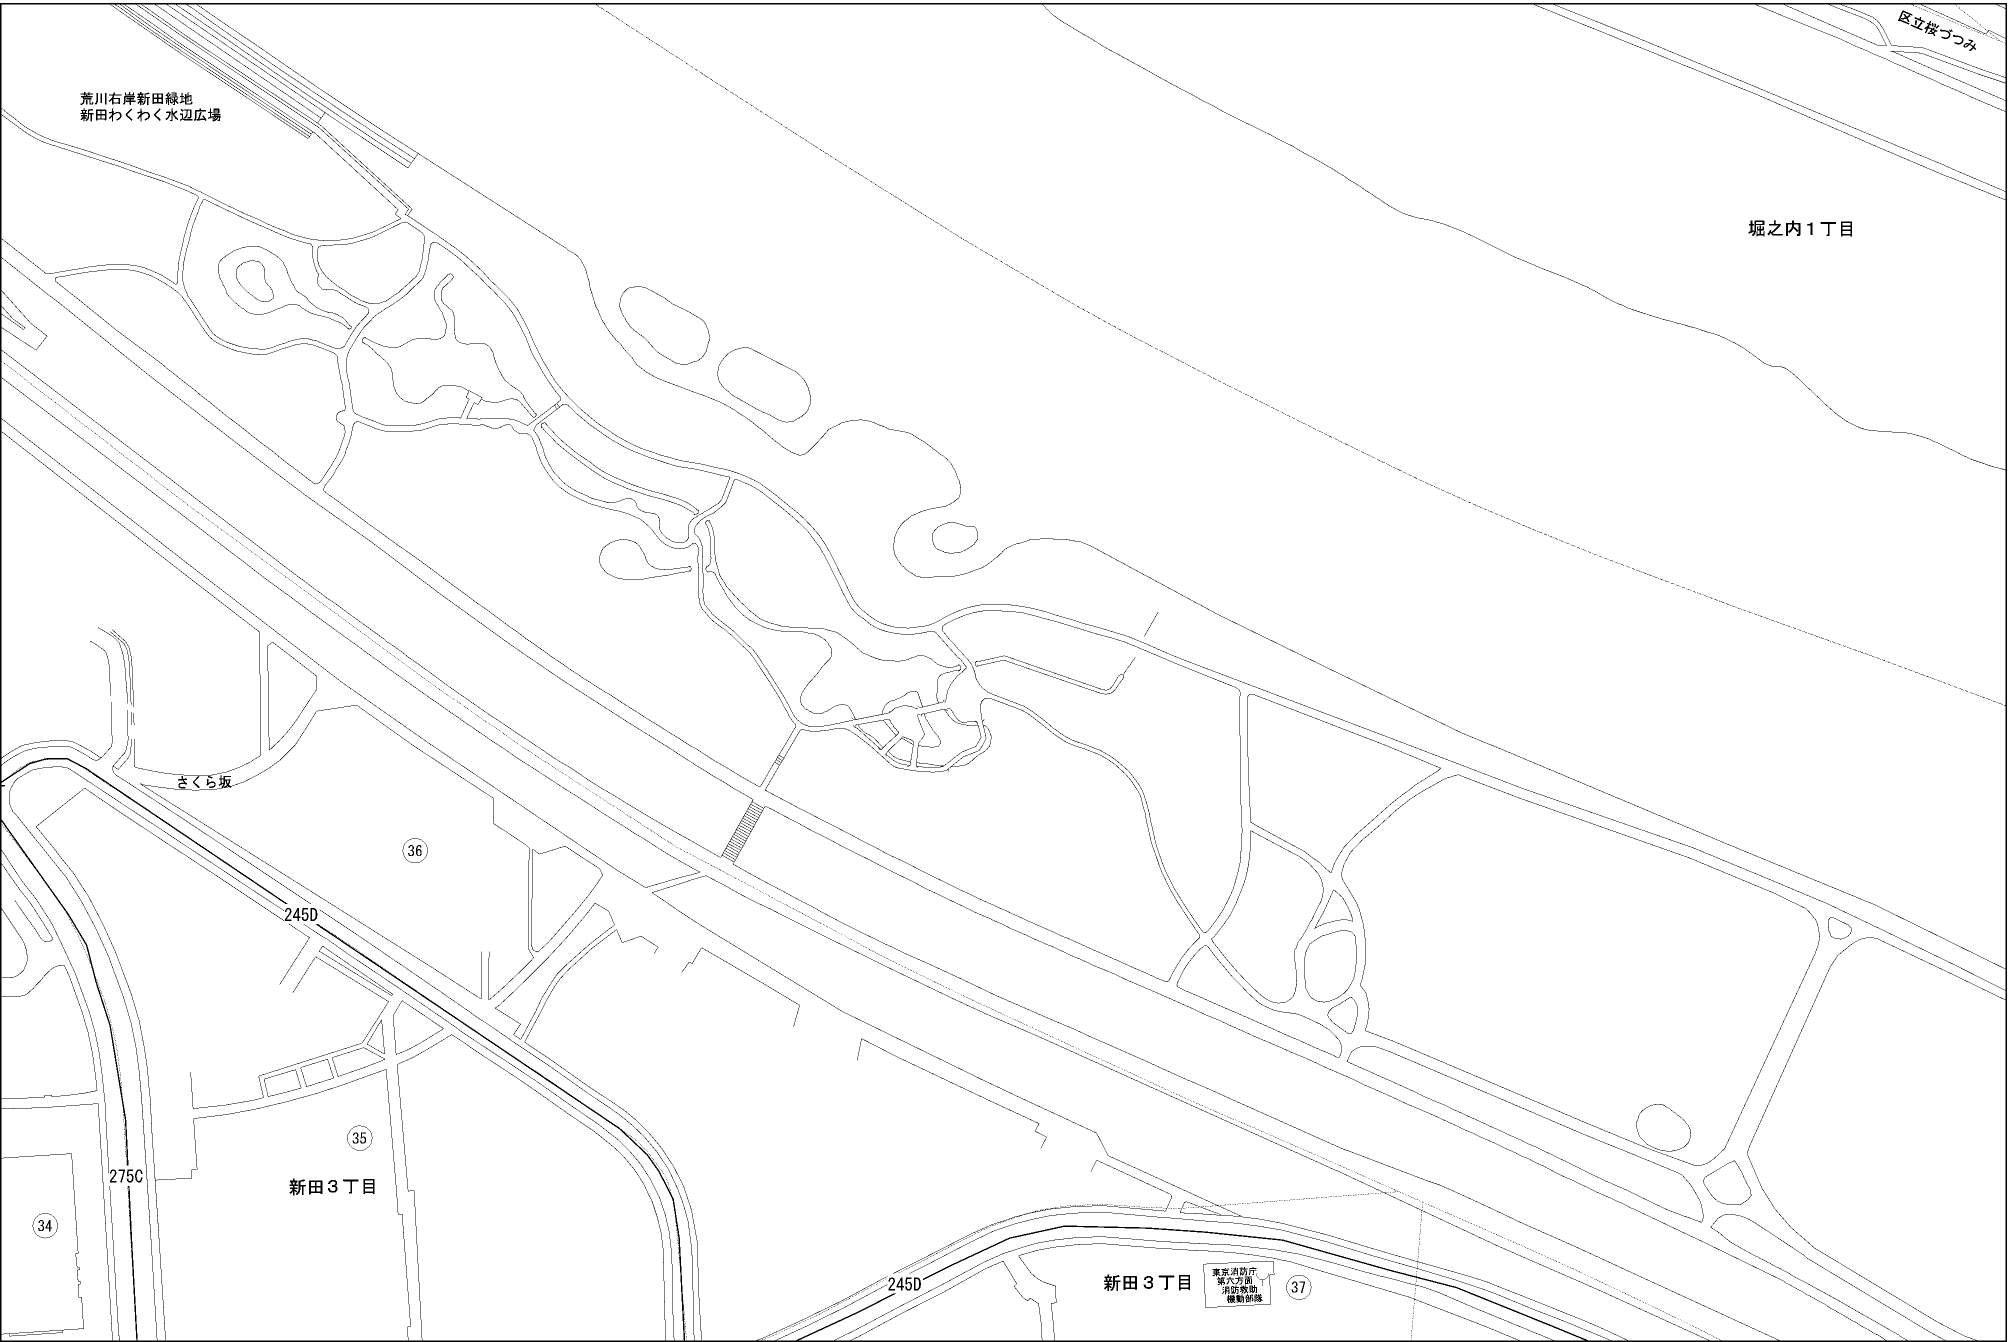 区立桜づつみ
荒川右岸新田緑地
新田わくわく水辺広場
堀之内1丁目
さくら坂
36
245D
35
275C
新田3丁目
34
245D
新田3丁目
東京消防庁
第六方面
消防救助
機動部隊
37